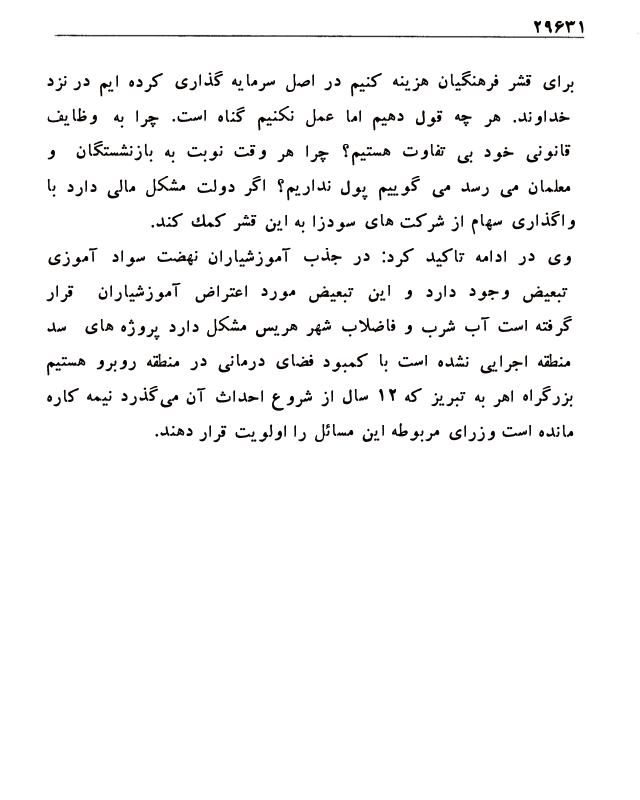 ۲۹۶۳۱
برای قشر فرهنگیان هزینه کنیم در اصل سرمایه گذاری کرده ایم در نزد
خداوند. هر چه قول دهیم اما عمل نکنیم گناه است. چرا به وظایف
قانونی خود بی تفاوت هستیم؟ چرا هر وقت نوبت به بازنشستگان و
معلمان می رسد می گوییم پول نداریم؟ اگر دولت مشکل مالی دارد با
واگذاری سهام از شرکت های سودزا به این قشر کمك کند.
وی در ادامه تاکید کرد: در جذب آموزشیاران نهضت سواد آموزی
تبعیض وجود دارد و این تبعیض مورد اعتراض آموزشیاران قرار
گرفته است آب شرب و فاضلاب شهر هریس مشکل دارد پروژه های سد
منطقه اجرایی نشده است با کمبود فضای درمانی در منطقه روبرو هستیم
بزرگراه اهر به تبریز که ۱۲ سال از شروع احداث آن می‌گذرد نیمه کاره
مانده است وزرای مربوطه این مسائل را اولویت قرار دهند.